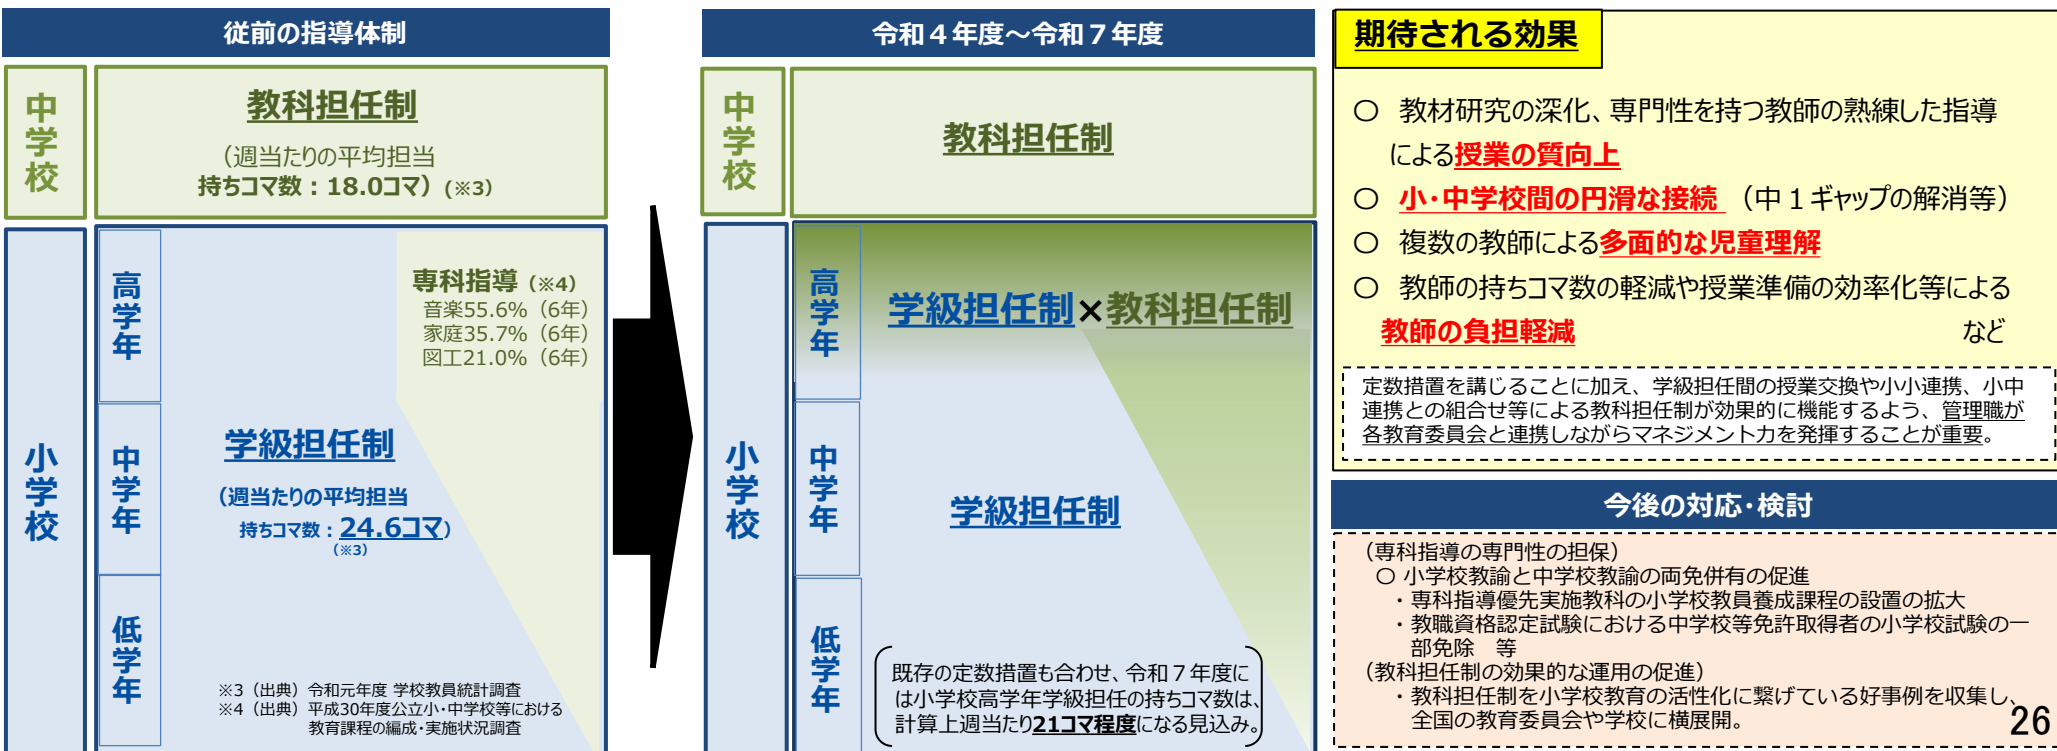 従前の指導体制
中学校
教科担任制
（週当たりの平均担当
持ちコマ数：18.0コマ）(※3)
小学校
高学年
専科指導（※4）
音楽55.6%（6年）
家庭35.7%（6年）
図工21.0%（6年）
中学年
学級担任制
（週当たりの平均担当
持ちコマ数：24.6コマ）
（※3）
低学年
※3（出典）令和元年度 学校教員統計調査
※4（出典）平成30年度公立小・中学校等における
教育課程の編成・実施状況調査
令和４年度～令和７年度
中学校
教科担任制
小学校
高学年
学級担任制×教科担任制
中学年
学級担任制
低学年
既存の定数措置も合わせ、令和７年度に
は小学校高学年学級担任の持ちコマ数は、
計算上週当たり21コマ程度になる見込み。
期待される効果
〇 教材研究の深化、専門性を持つ教師の熟練した指導
による授業の質向上
〇 小・中学校間の円滑な接続 （中１ギャップの解消等）
〇 複数の教師による多面的な児童理解
〇 教師の持ちコマ数の軽減や授業準備の効率化等による
教師の負担軽減 など
定数措置を講じることに加え、学級担任間の授業交換や小小連携、小中
連携との組合せ等による教科担任制が効果的に機能するよう、管理職が
各教育委員会と連携しながらマネジメント力を発揮することが重要。
今後の対応・検討
（専科指導の専門性の担保）
〇 小学校教諭と中学校教諭の両免併有の促進
・専科指導優先実施教科の小学校教員養成課程の設置の拡大
・教職資格認定試験における中学校等免許取得者の小学校試験の一
部免除 等
（教科担任制の効果的な運用の促進）
・教科担任制を小学校教育の活性化に繋げている好事例を収集し、
全国の教育委員会や学校に横展開。
26